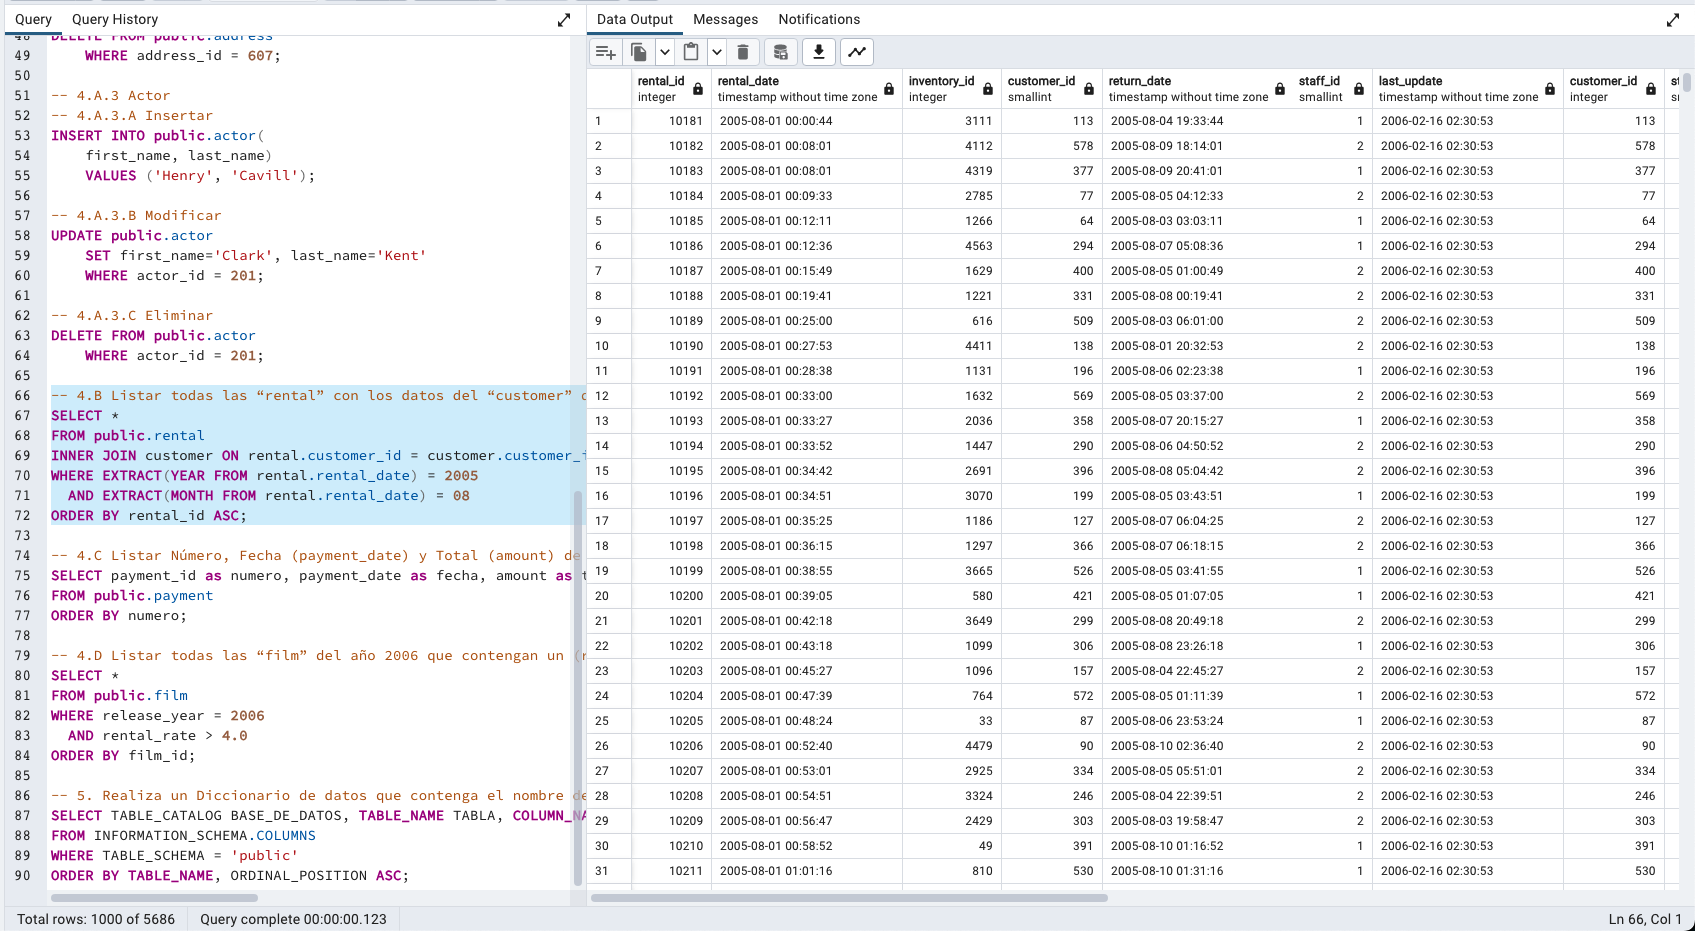 Query
Query History
48 DELETE FROM public.address
49 WHERE address_id = 607;
50
51 -- 4.A.3 Actor
52 -- 4.A.3.A Insertar
53 INSERT INTO public.actor(
54 first_name, last_name)
55 VALUES ('Henry', 'Cavill');
56
57 -- 4.A.3.B Modificar
58 UPDATE public.actor
59 SET first_name='Clark', last_name='Kent'
60 WHERE actor_id = 201;
61
62 -- 4.A.3.C Eliminar
63 DELETE FROM public.actor
64 WHERE actor_id = 201;
65
66 -- 4.B Listar todas las “rental” con los datos del “customer”
67 SELECT *
68 FROM public.rental
69 INNER JOIN customer ON rental.customer_id = customer.customer_i
70 WHERE EXTRACT(YEAR FROM rental.rental_date) = 2005
71 AND EXTRACT(MONTH FROM rental.rental_date) = 08
72 ORDER BY rental_id ASC;
73
74 -- 4.C Listar Número, Fecha (payment_date) y Total (amount) de
75 SELECT payment_id as numero, payment_date as fecha, amount as t
76 FROM public.payment
77 ORDER BY numero;
78
79 -- 4.D Listar todas las “film” del año 2006 que contengan un (r
80 SELECT *
81 FROM public.film
82 WHERE release_year = 2006
83 AND rental_rate > 4.0
84 ORDER BY film_id;
85
86 -- 5. Realiza un Diccionario de datos que contenga el nombre de
87 SELECT TABLE_CATALOG BASE_DE_DATOS, TABLE_NAME TABLA, COLUMN_NA
88 FROM INFORMATION_SCHEMA.COLUMNS
89 WHERE TABLE_SCHEMA = 'public'
90 ORDER BY TABLE_NAME, ORDINAL_POSITION ASC;
Data Output
Messages
Notifications
rental_id rental_date inventory_id customer_id return_date staff_id last_update customer_id st
integer timestamp without time zone integer smallint timestamp without time zone smallint timestamp without time zone integer sr
1 10181 2005-08-01 00:00:44 3111 113 2005-08-04 19:33:44 1 2006-02-16 02:30:53 113
2 10182 2005-08-01 00:08:01 4112 578 2005-08-09 18:14:01 2 2006-02-16 02:30:53 578
3 10183 2005-08-01 00:08:01 4319 377 2005-08-09 20:41:01 1 2006-02-16 02:30:53 377
4 10184 2005-08-01 00:09:33 2785 77 2005-08-05 04:12:33 2 2006-02-16 02:30:53 77
5 10185 2005-08-01 00:12:11 1266 64 2005-08-03 03:03:11 1 2006-02-16 02:30:53 64
6 10186 2005-08-01 00:12:36 4563 294 2005-08-07 05:08:36 1 2006-02-16 02:30:53 294
7 10187 2005-08-01 00:15:49 1629 400 2005-08-05 01:00:49 2 2006-02-16 02:30:53 400
8 10188 2005-08-01 00:19:41 1221 331 2005-08-08 00:19:41 2 2006-02-16 02:30:53 331
9 10189 2005-08-01 00:25:00 616 509 2005-08-03 06:01:00 2 2006-02-16 02:30:53 509
10 10190 2005-08-01 00:27:53 4411 138 2005-08-01 20:32:53 2 2006-02-16 02:30:53 138
11 10191 2005-08-01 00:28:38 1131 196 2005-08-06 02:23:38 1 2006-02-16 02:30:53 196
12 10192 2005-08-01 00:33:00 1632 569 2005-08-05 03:37:00 2 2006-02-16 02:30:53 569
13 10193 2005-08-01 00:33:27 2036 358 2005-08-07 20:15:27 1 2006-02-16 02:30:53 358
14 10194 2005-08-01 00:33:52 1447 290 2005-08-06 04:50:52 2 2006-02-16 02:30:53 290
15 10195 2005-08-01 00:34:42 2691 396 2005-08-08 05:04:42 2 2006-02-16 02:30:53 396
16 10196 2005-08-01 00:34:51 3070 199 2005-08-05 03:43:51 1 2006-02-16 02:30:53 199
17 10197 2005-08-01 00:35:25 1186 127 2005-08-07 06:04:25 2 2006-02-16 02:30:53 127
18 10198 2005-08-01 00:36:15 1297 366 2005-08-07 06:18:15 2 2006-02-16 02:30:53 366
19 10199 2005-08-01 00:38:55 3665 526 2005-08-05 03:41:55 1 2006-02-16 02:30:53 526
20 10200 2005-08-01 00:39:05 580 421 2005-08-05 01:07:05 1 2006-02-16 02:30:53 421
21 10201 2005-08-01 00:42:18 3649 299 2005-08-08 20:49:18 2 2006-02-16 02:30:53 299
22 10202 2005-08-01 00:43:18 1099 306 2005-08-08 23:26:18 1 2006-02-16 02:30:53 306
23 10203 2005-08-01 00:45:27 1096 157 2005-08-04 22:45:27 2 2006-02-16 02:30:53 157
24 10204 2005-08-01 00:47:39 764 572 2005-08-05 01:11:39 1 2006-02-16 02:30:53 572
25 10205 2005-08-01 00:48:24 33 87 2005-08-06 23:53:24 1 2006-02-16 02:30:53 87
26 10206 2005-08-01 00:52:40 4479 90 2005-08-10 02:36:40 2 2006-02-16 02:30:53 90
27 10207 2005-08-01 00:53:01 2925 334 2005-08-05 05:51:01 2 2006-02-16 02:30:53 334
28 10208 2005-08-01 00:54:51 3324 246 2005-08-04 22:39:51 2 2006-02-16 02:30:53 246
29 10209 2005-08-01 00:56:47 2429 303 2005-08-03 19:58:47 2 2006-02-16 02:30:53 303
30 10210 2005-08-01 00:58:52 49 391 2005-08-10 01:16:52 1 2006-02-16 02:30:53 391
31 10211 2005-08-01 01:01:16 810 530 2005-08-10 01:31:16 1 2006-02-16 02:30:53 530
Total rows: 1000 of 5686
Query complete 00:00:00.123
Ln 66, Col 1